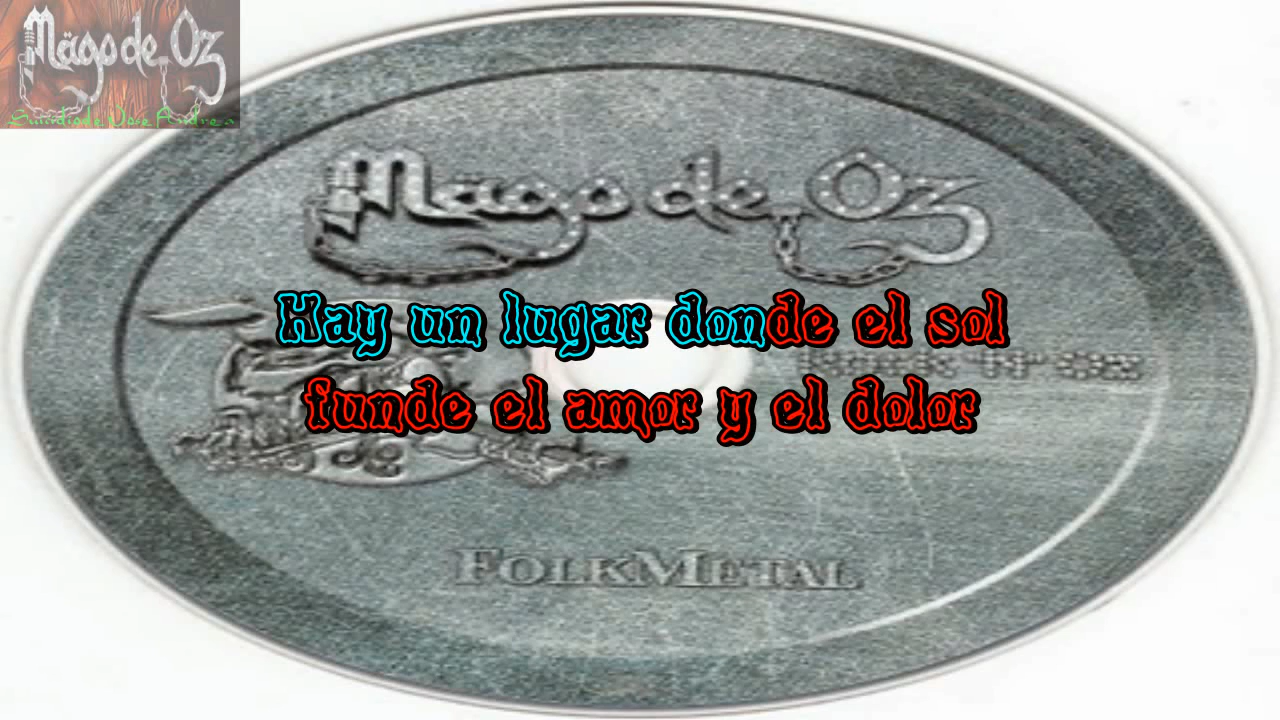 Mägo de Oz
Mägo de Oz
Hay un lugar donde el sol
funde el amor y el dolor
FolkMetal